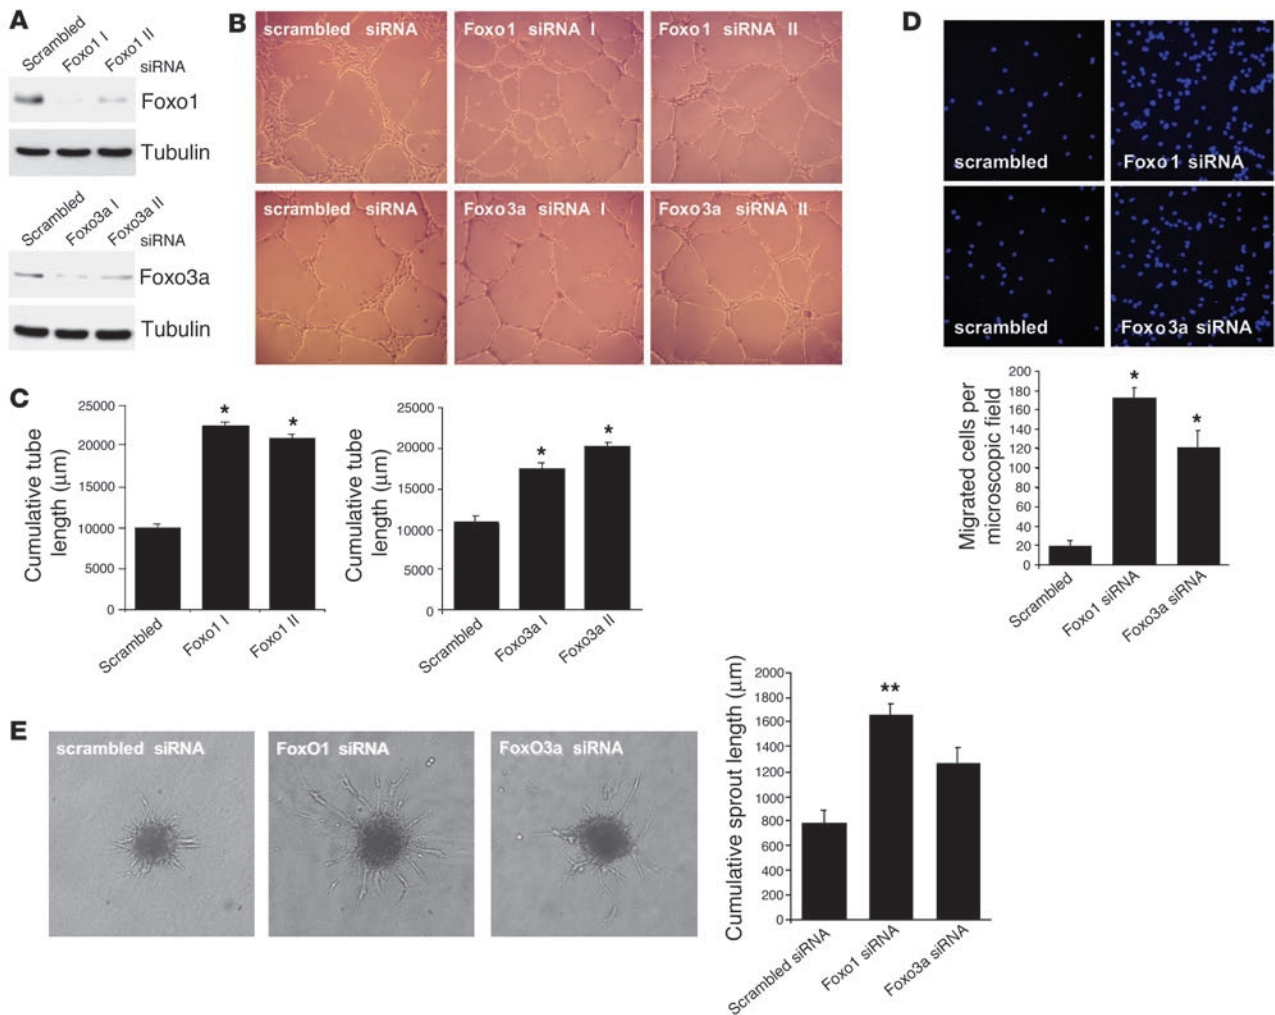 A
Scrambled
Foxo1 I
Foxo1 II
siRNA
Foxo1
Tubulin
Scrambled
Foxo3a I
Foxo3a II
siRNA
Foxo3a
Tubulin
B
scrambled siRNA
Foxo1 siRNA I
Foxo1 siRNA II
scrambled siRNA
Foxo3a siRNA I
Foxo3a siRNA II
C
Cumulative tube
length (μm)
25000
20000
15000
10000
5000
0
*
*
Scrambled
Foxo1 I
Foxo1 II
Cumulative tube
length (μm)
25000
20000
15000
10000
5000
0
*
*
Scrambled
Foxo3a I
Foxo3a II
D
scrambled
Foxo1 siRNA
scrambled
Foxo3a siRNA
Migrated cells per
microscopic field
200
180
160
140
120
100
80
60
40
20
0
*
*
Scrambled
Foxo1 siRNA
Foxo3a siRNA
E
scrambled siRNA
FoxO1 siRNA
FoxO3a siRNA
Cumulative sprout length (μm)
2000
1800
1600
1400
1200
1000
800
600
400
200
0
**
Scrambled siRNA
Foxo1 siRNA
Foxo3a siRNA